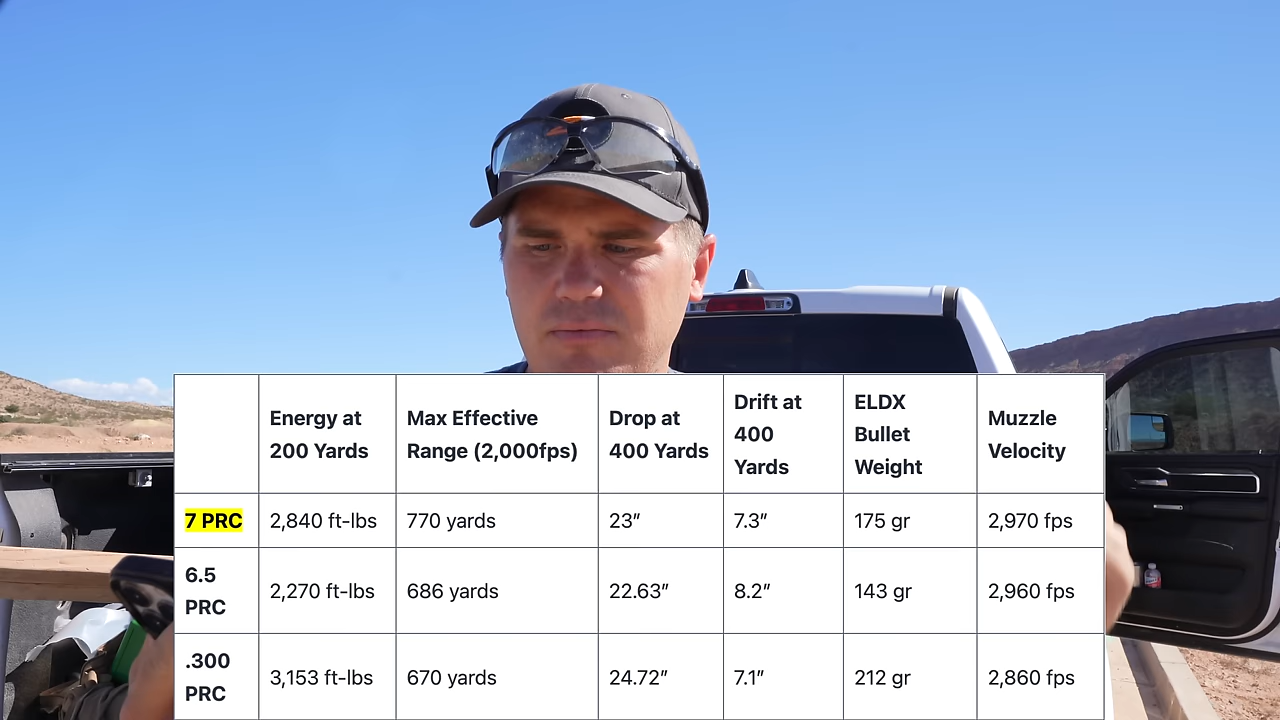 Energy at 200 Yards
Max Effective Range (2,000fps)
Drop at 400 Yards
Drift at 400 Yards
ELDX Bullet Weight
Muzzle Velocity
7 PRC
2,840 ft-lbs
770 yards
23”
7.3”
175 gr
2,970 fps
6.5 PRC
2,270 ft-lbs
686 yards
22.63”
8.2”
143 gr
2,960 fps
.300 PRC
3,153 ft-lbs
670 yards
24.72”
7.1”
212 gr
2,860 fps